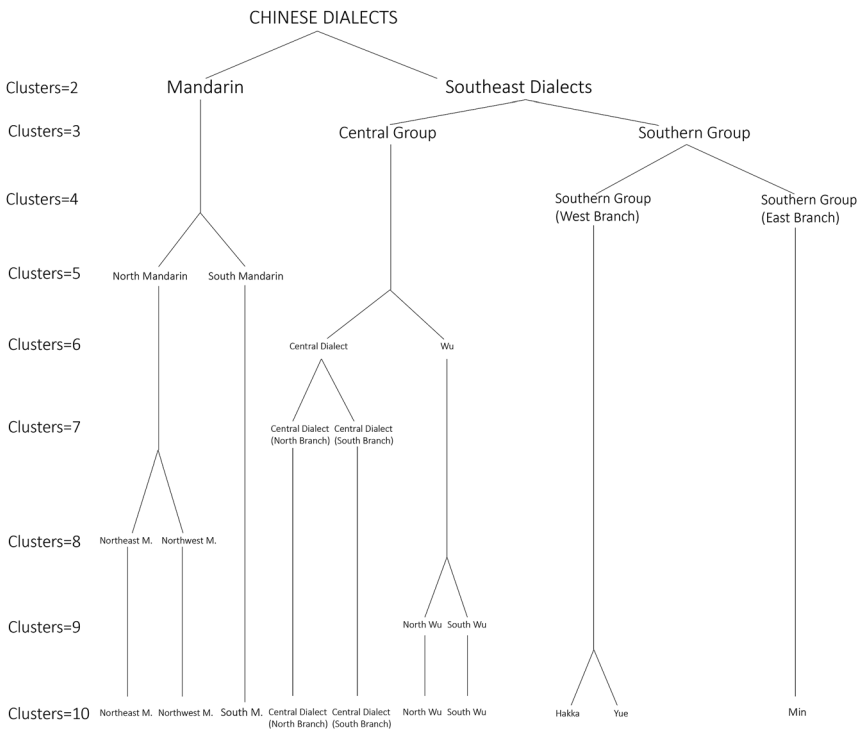 CHINESE DIALECTS
Clusters=2 Mandarin Southeast Dialects
Clusters=3 Central Group Southern Group
Clusters=4 Southern Group Southern Group
(West Branch) (East Branch)
Clusters=5 North Mandarin South Mandarin
Clusters=6 Central Dialect Wu
Clusters=7 Central Dialect Central Dialect
(North Branch) (South Branch)
Clusters=8 Northeast M. Northwest M.
Clusters=9 North Wu South Wu
Clusters=10 Northeast M. Northwest M. South M. Central Dialect Central Dialect North Wu South Wu Hakka Yue Min
(North Branch) (South Branch)